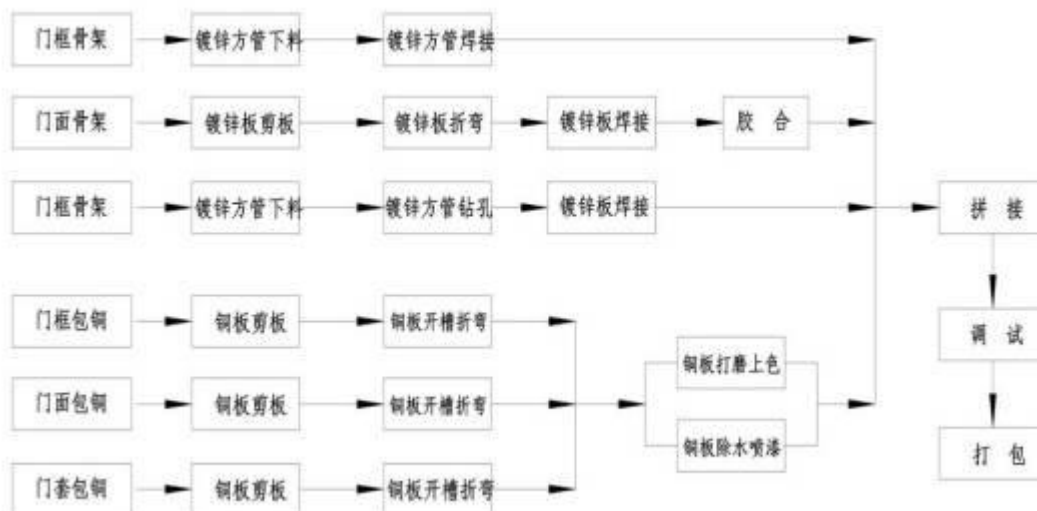 门框骨架 镀锌方管下料 镀锌方管焊接
门面骨架 镀锌板剪板 镀锌板折弯 镀锌板焊接 胶合
门框骨架 镀锌方管下料 镀锌方管钻孔 镀锌板焊接
拼接
门框包铜 铜板剪板 铜板开槽折弯
调试
铜板打磨上色
门面包铜 铜板剪板 铜板开槽折弯
铜板除水喷漆
打包
门套包铜 铜板剪板 铜板开槽折弯